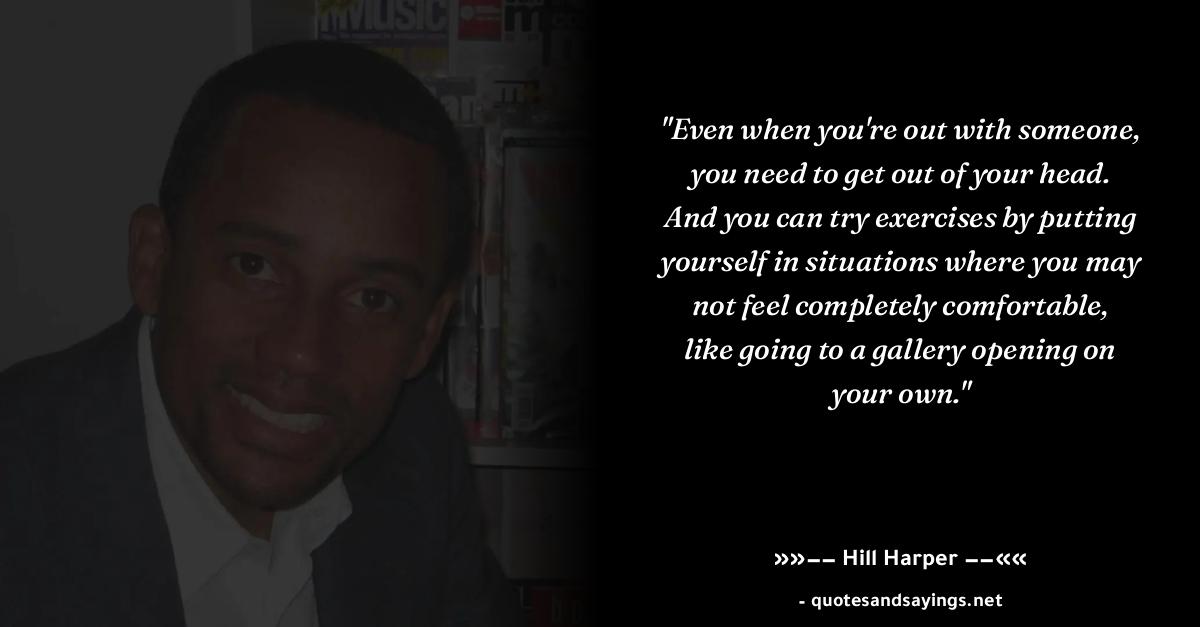 MUSIC
"Even when you're out with someone,
you need to get out of your head.
And you can try exercises by putting
yourself in situations where you may
not feel completely comfortable,
like going to a gallery opening on
your own."
»»–– Hill Harper ––««
- quotesandsayings.net